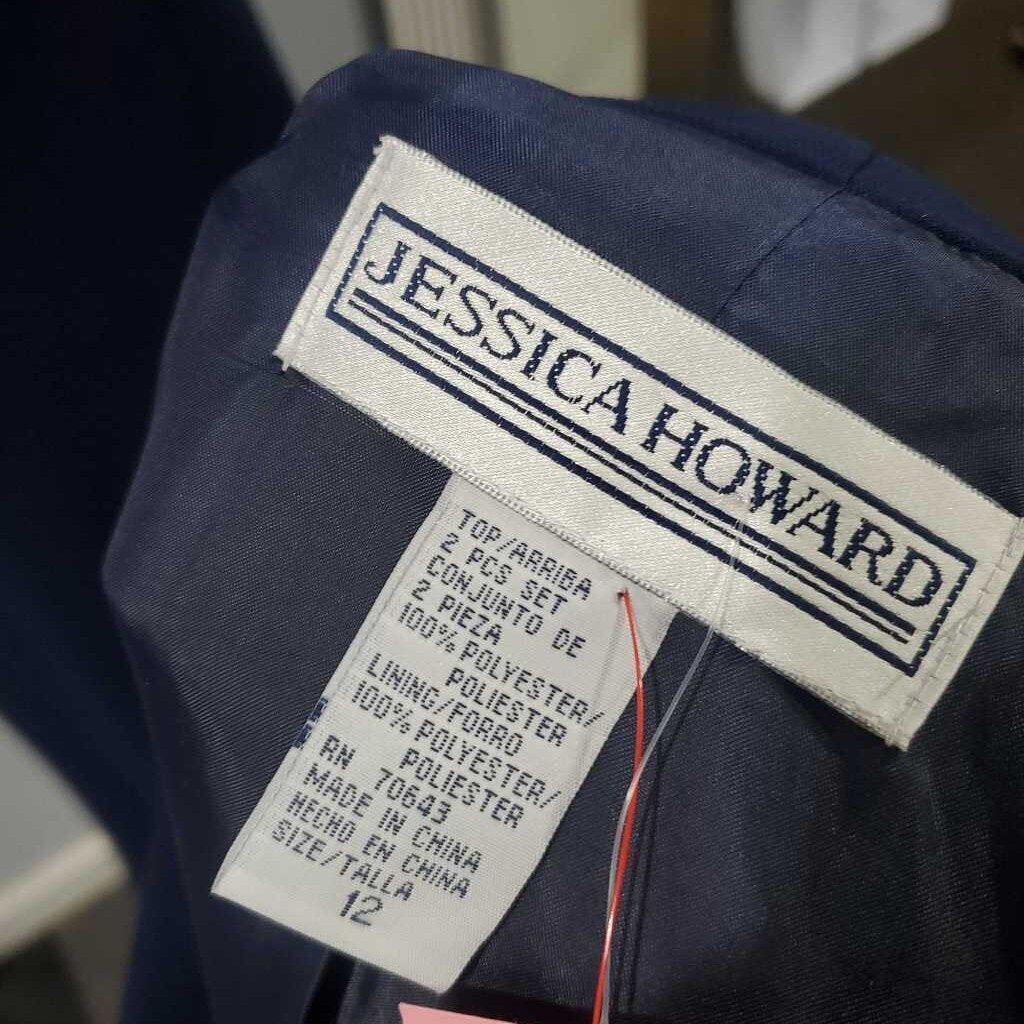 JESSICA HOWARD
TOP/ARRIBA
2 PCS SET
CONJUNTO DE
2 PIEZA
100% POLYESTER/
POLIESTER
LINING/FORRO
100% POLYESTER/
POLIESTER
RN 70643
MADE IN CHINA
HECHO EN CHINA
SIZE/TALLA
12